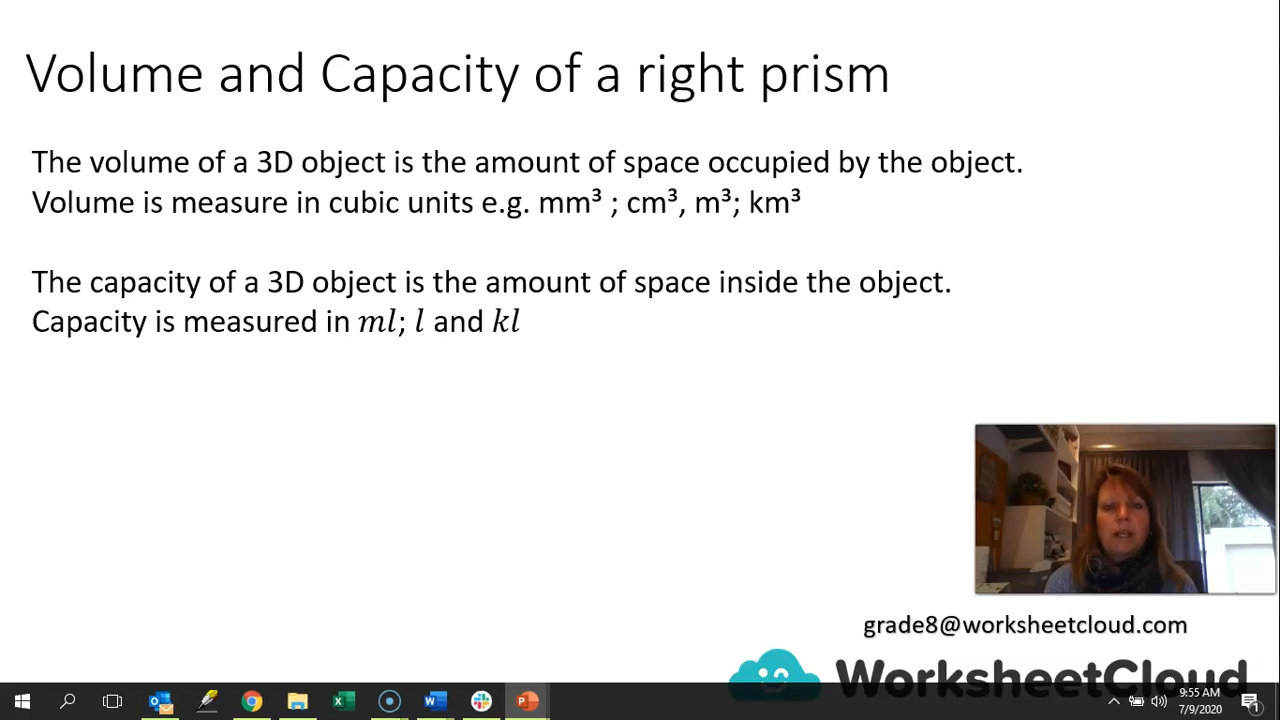 Volume and Capacity of a right prism
The volume of a 3D object is the amount of space occupied by the object.
Volume is measure in cubic units e.g. mm³ ; cm³, m³; km³
The capacity of a 3D object is the amount of space inside the object.
Capacity is measured in ml; l and kl
grade8@worksheetcloud.com
WorksheetCloud
9:55 AM
7/9/2020